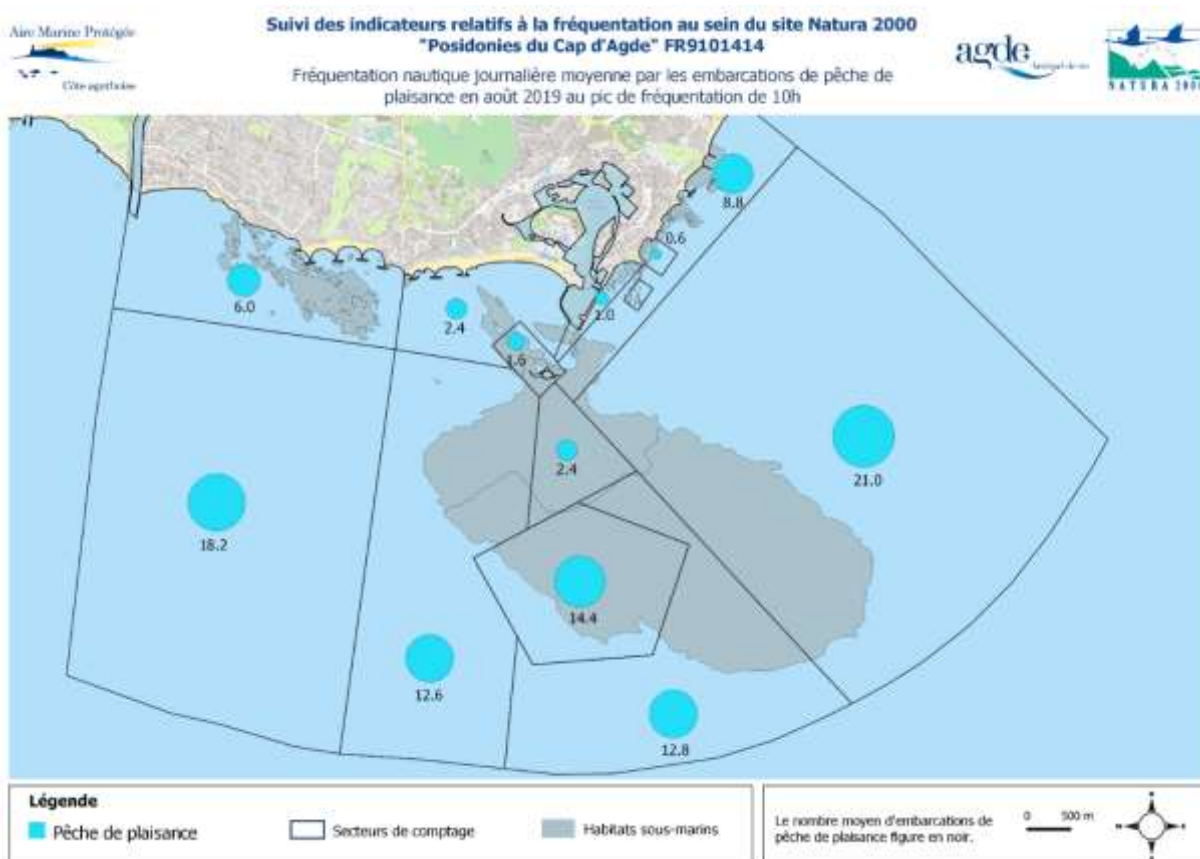 Aire Marine Protégée
Côte agathoise
Suivi des indicateurs relatifs à la fréquentation au sein du site Natura 2000
"Posidonies du Cap d'Agde" FR9101414
Fréquentation nautique journalière moyenne par les embarcations de pêche de
plaisance en août 2019 au pic de fréquentation de 10h
agde
NATURA 2000
8.8
0.6
6.0
2.4
1.0
1.6
2.4
21.0
18.2
14.4
12.6
12.8
Légende
Pêche de plaisance
Secteurs de comptage
Habitats sous-marins
Le nombre moyen d'embarcations de
pêche de plaisance figure en noir.
0 500 m